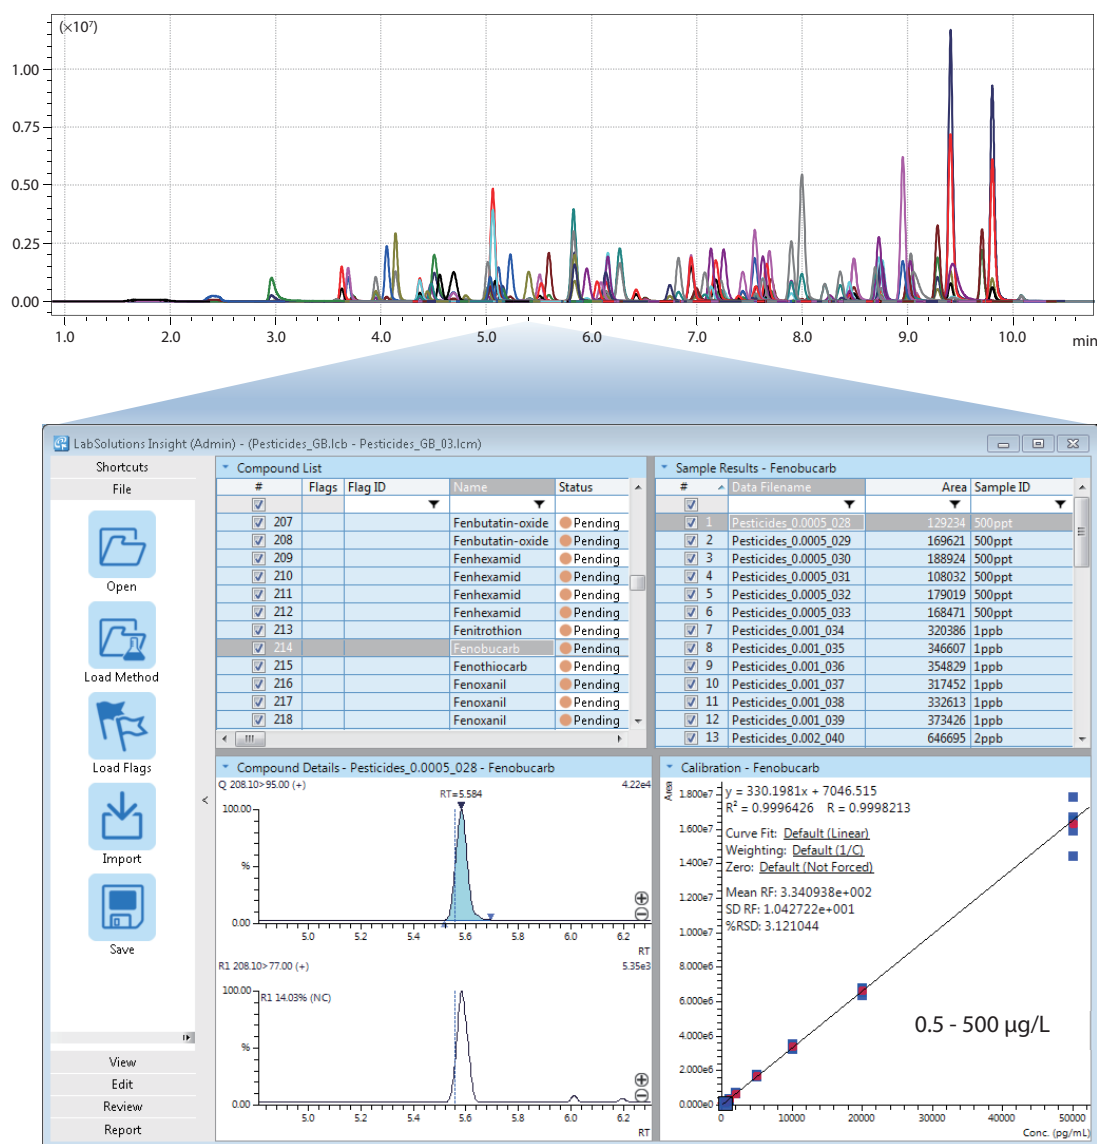 (×10⁷)
1.00
0.75
0.50
0.25
0.00
1.0 2.0 3.0 4.0 5.0 6.0 7.0 8.0 9.0 10.0 min
LabSolutions Insight (Admin) - (Pesticides_GB.lcb - Pesticides_GB_03.lcm)
Shortcuts
File
Open
Load Method
Load Flags
Import
Save
View
Edit
Review
Report
Compound List
# Flags Flag ID Name Status
207 Fenbutatin-oxide Pending
208 Fenbutatin-oxide Pending
209 Fenhexamid Pending
210 Fenhexamid Pending
211 Fenhexamid Pending
212 Fenhexamid Pending
213 Fenitrothion Pending
214 Fenobucarb Pending
215 Fenothiocarb Pending
216 Fenoxanil Pending
217 Fenoxanil Pending
218 Fenoxanil Pending
Sample Results - Fenobucarb
# Data Filename Area Sample ID
1 Pesticides_0.0005_028 129234 500ppt
2 Pesticides_0.0005_029 169621 500ppt
3 Pesticides_0.0005_030 188924 500ppt
4 Pesticides_0.0005_031 108032 500ppt
5 Pesticides_0.0005_032 179019 500ppt
6 Pesticides_0.0005_033 168471 500ppt
7 Pesticides_0.001_034 320386 1ppb
8 Pesticides_0.001_035 346607 1ppb
9 Pesticides_0.001_036 354829 1ppb
10 Pesticides_0.001_037 317452 1ppb
11 Pesticides_0.001_038 332613 1ppb
12 Pesticides_0.001_039 373426 1ppb
13 Pesticides_0.002_040 646695 2ppb
Compound Details - Pesticides_0.0005_028 - Fenobucarb
Q 208.10>95.00 (+) 4.22e4
RT=5.584
100.00
%
0.00
5.0 5.2 5.4 5.6 5.8 6.0 6.2
RT
R1 208.10>77.00 (+) 5.35e3
100.00 R1 14.03% (NC)
%
0.00
5.0 5.2 5.4 5.6 5.8 6.0 6.2
RT
Calibration - Fenobucarb
Area
1.800e7
1.600e7
1.400e7
1.200e7
1.000e7
8.000e6
6.000e6
4.000e6
2.000e6
0.000e0
y = 330.1981x + 7046.515
R² = 0.9996426 R = 0.9998213
Curve Fit: Default (Linear)
Weighting: Default (1/C)
Zero: Default (Not Forced)
Mean RF: 3.340938e+002
SD RF: 1.042722e+001
%RSD: 3.121044
0.5 - 500 µg/L
0 10000 20000 30000 40000 50000
Conc. (pg/mL)